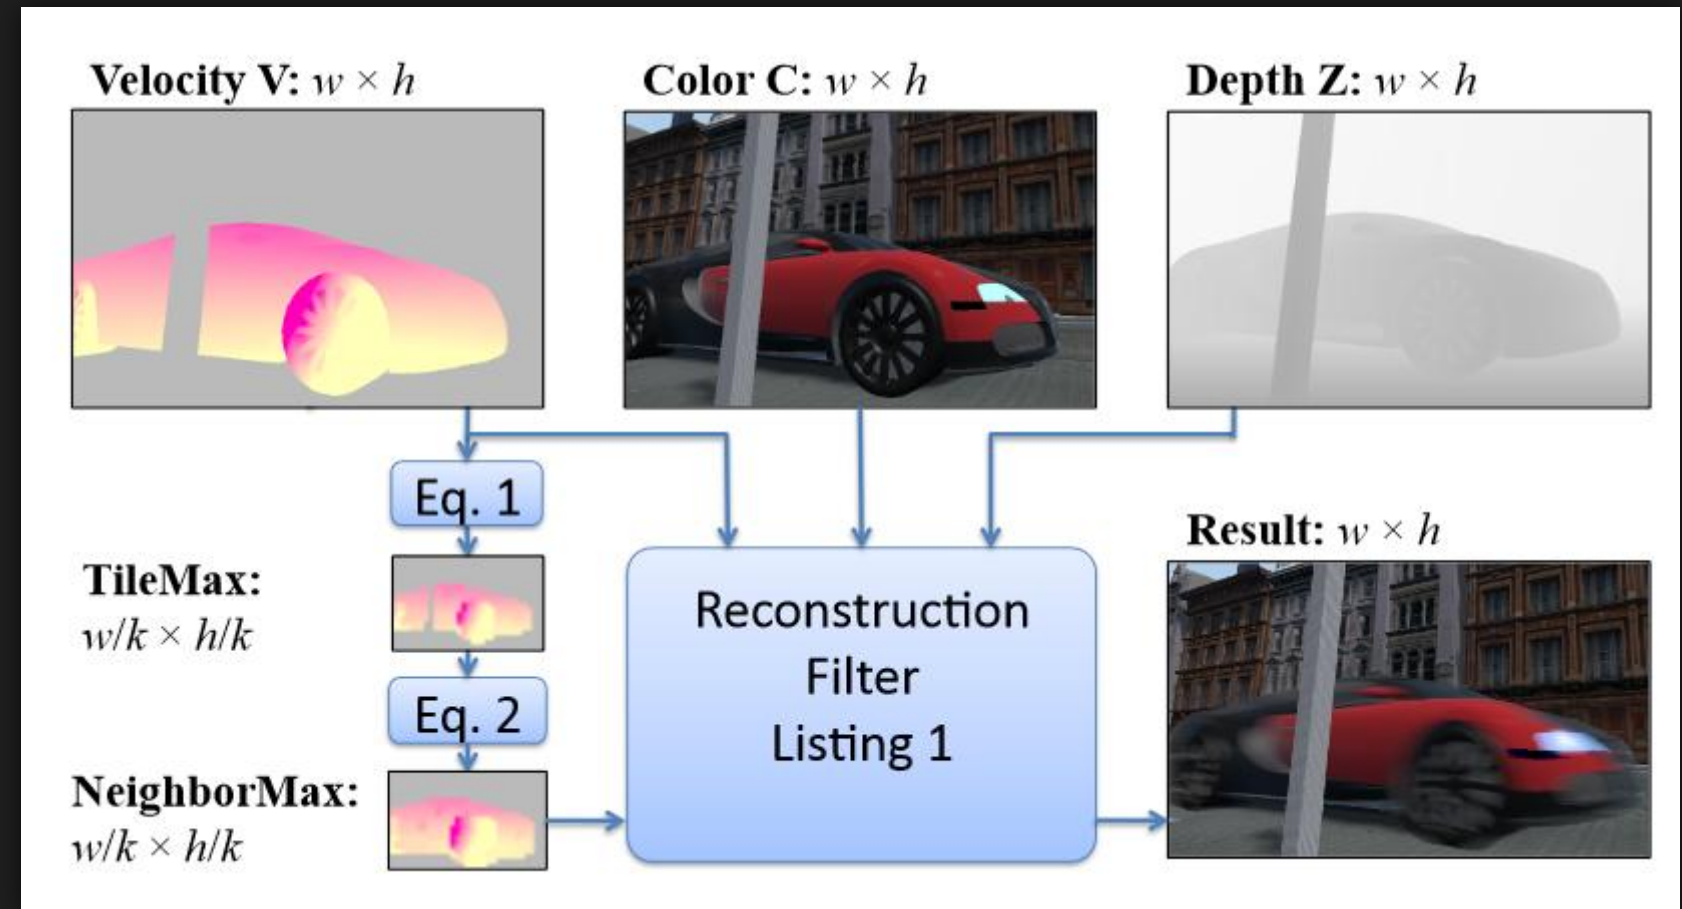 Velocity V: w × h
Color C: w × h
Depth Z: w × h
Eq. 1
TileMax:
w/k × h/k
Eq. 2
NeighborMax:
w/k × h/k
Reconstruction
Filter
Listing 1
Result: w × h